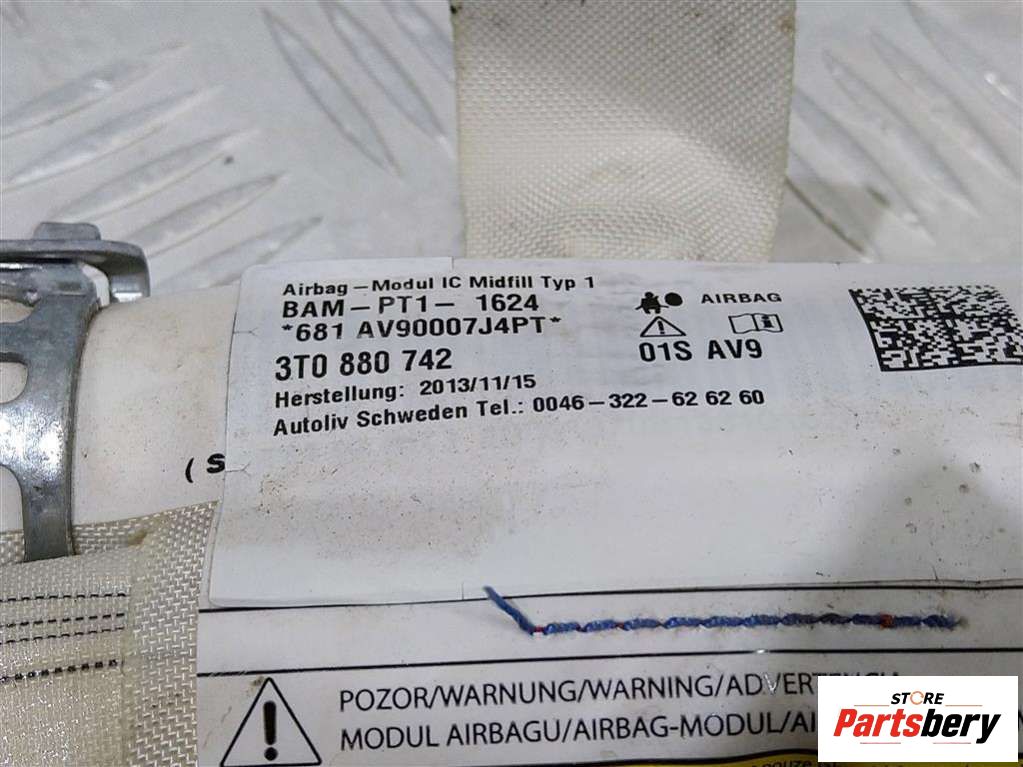 Airbag-Modul IC Midfill Typ 1
BAM-PT1- 1624
*681 AV90007J4PT*
3T0 880 742
Herstellung: 2013/11/15
Autoliv Schweden Tel.: 0046-322-62 62 60
AIRBAG
01S AV9
(S
POZOR/WARNUNG/WARNING/ADVERTENCIA
MODUL AIRBAGU/AIRBAG-MODUL/AI
STORE
Partsbery